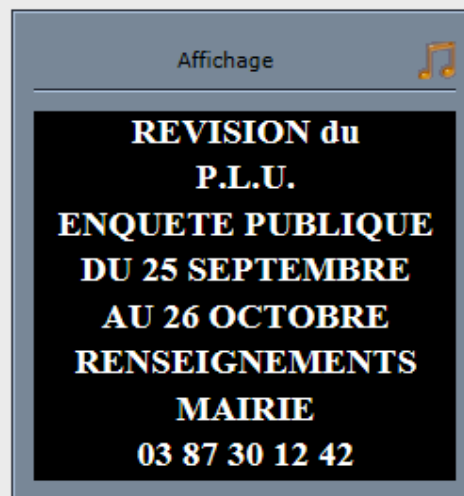 Affichage
REVISION du
P.L.U.
ENQUETE PUBLIQUE
DU 25 SEPTEMBRE
AU 26 OCTOBRE
RENSEIGNEMENTS
MAIRIE
03 87 30 12 42